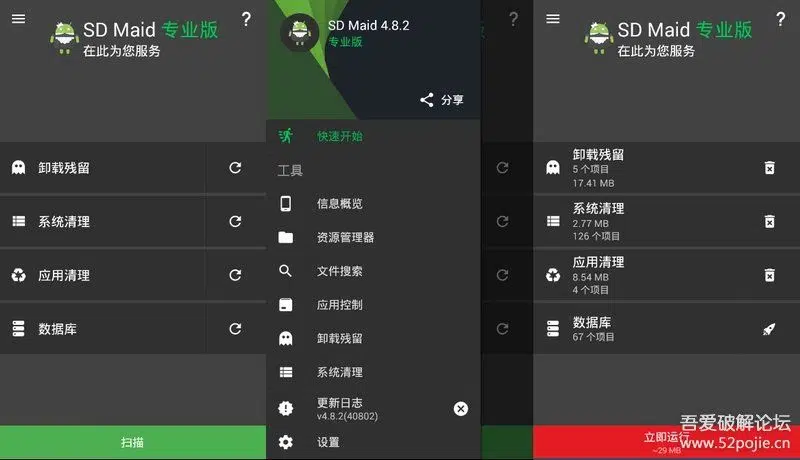 ?
SD Maid 专业版
在此为您服务
卸载残留
系统清理
应用清理
数据库
扫描
SD Maid 4.8.2
专业版
分享
快速开始
工具
信息概览
资源管理器
文件搜索
应用控制
卸载残留
系统清理
更新日志
v4.8.2(40802)
设置
?
?
SD Maid 专业版
在此为您服务
卸载残留
5 个项目
17.41 MB
系统清理
2.77 MB
126 个项目
应用清理
8.54 MB
4 个项目
数据库
67 个项目
立即运行
~29 MB
吾爱破解论坛
www.52pojie.cn